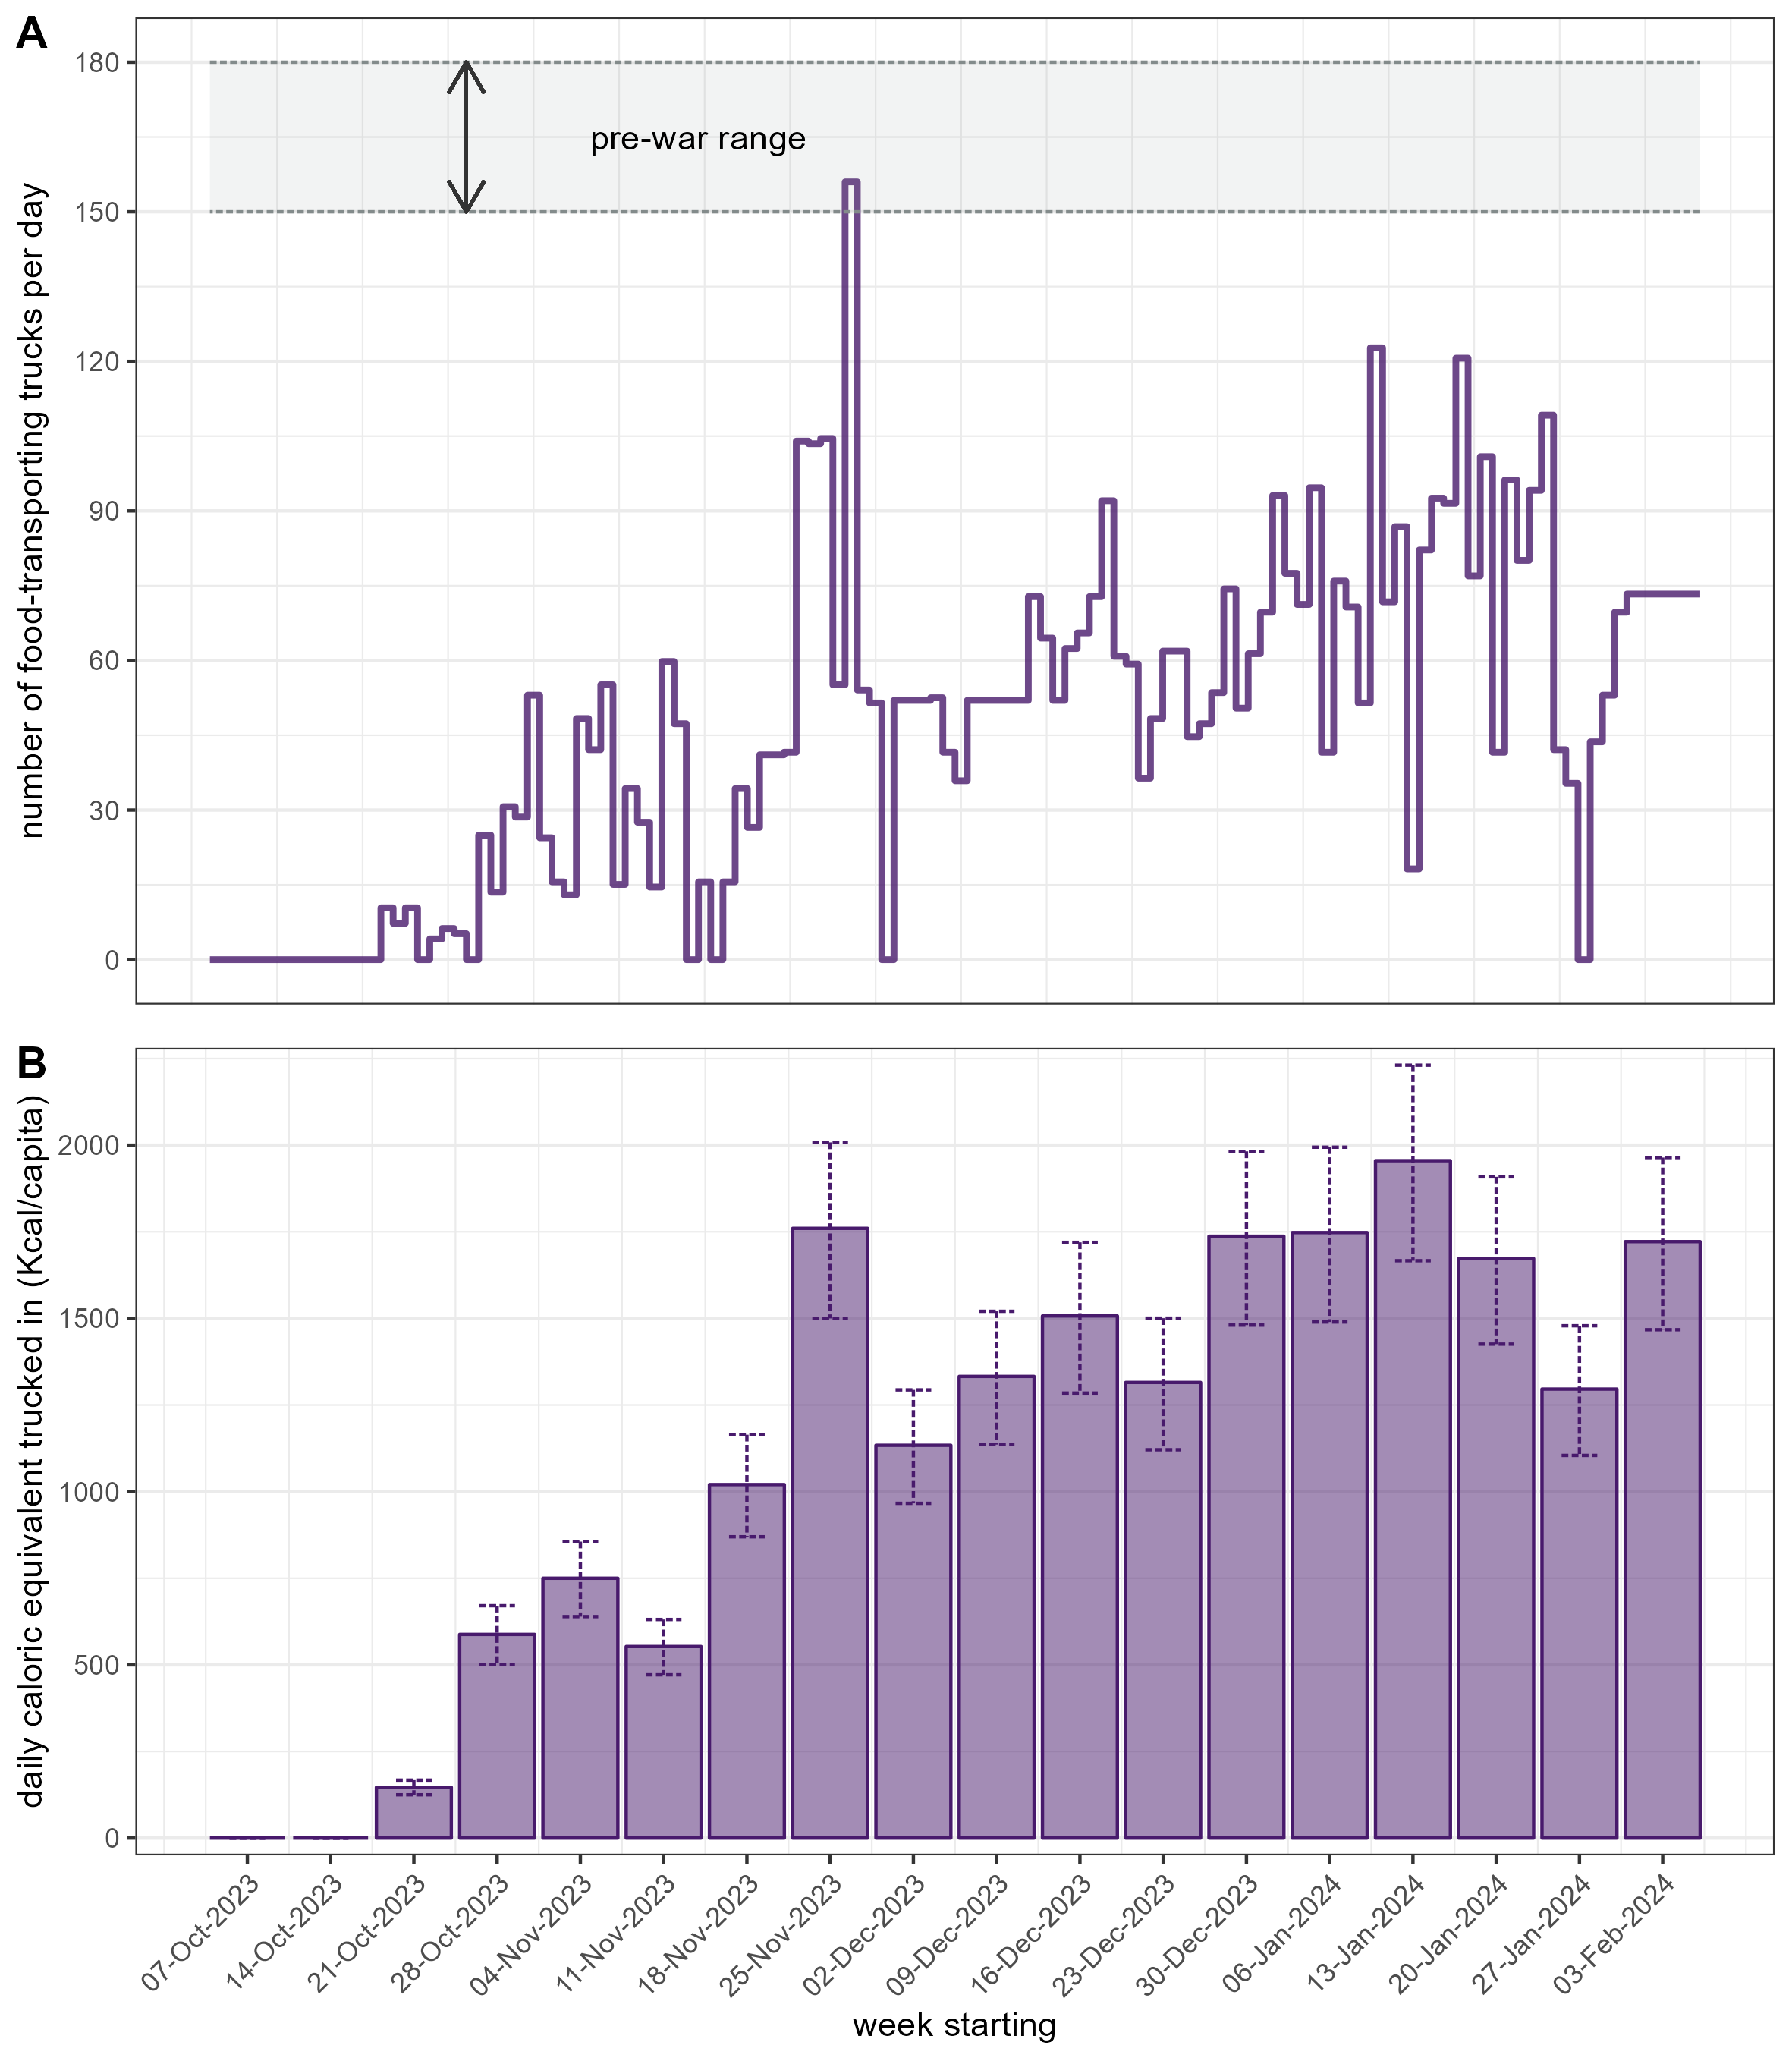 A
number of food-transporting trucks per day
180
150
120
90
60
30
0
pre-war range
B
daily caloric equivalent trucked in (Kcal/capita)
2000
1500
1000
500
0
07-Oct-2023
14-Oct-2023
21-Oct-2023
28-Oct-2023
04-Nov-2023
11-Nov-2023
18-Nov-2023
25-Nov-2023
02-Dec-2023
09-Dec-2023
16-Dec-2023
23-Dec-2023
30-Dec-2023
06-Jan-2024
13-Jan-2024
20-Jan-2024
27-Jan-2024
03-Feb-2024
week starting